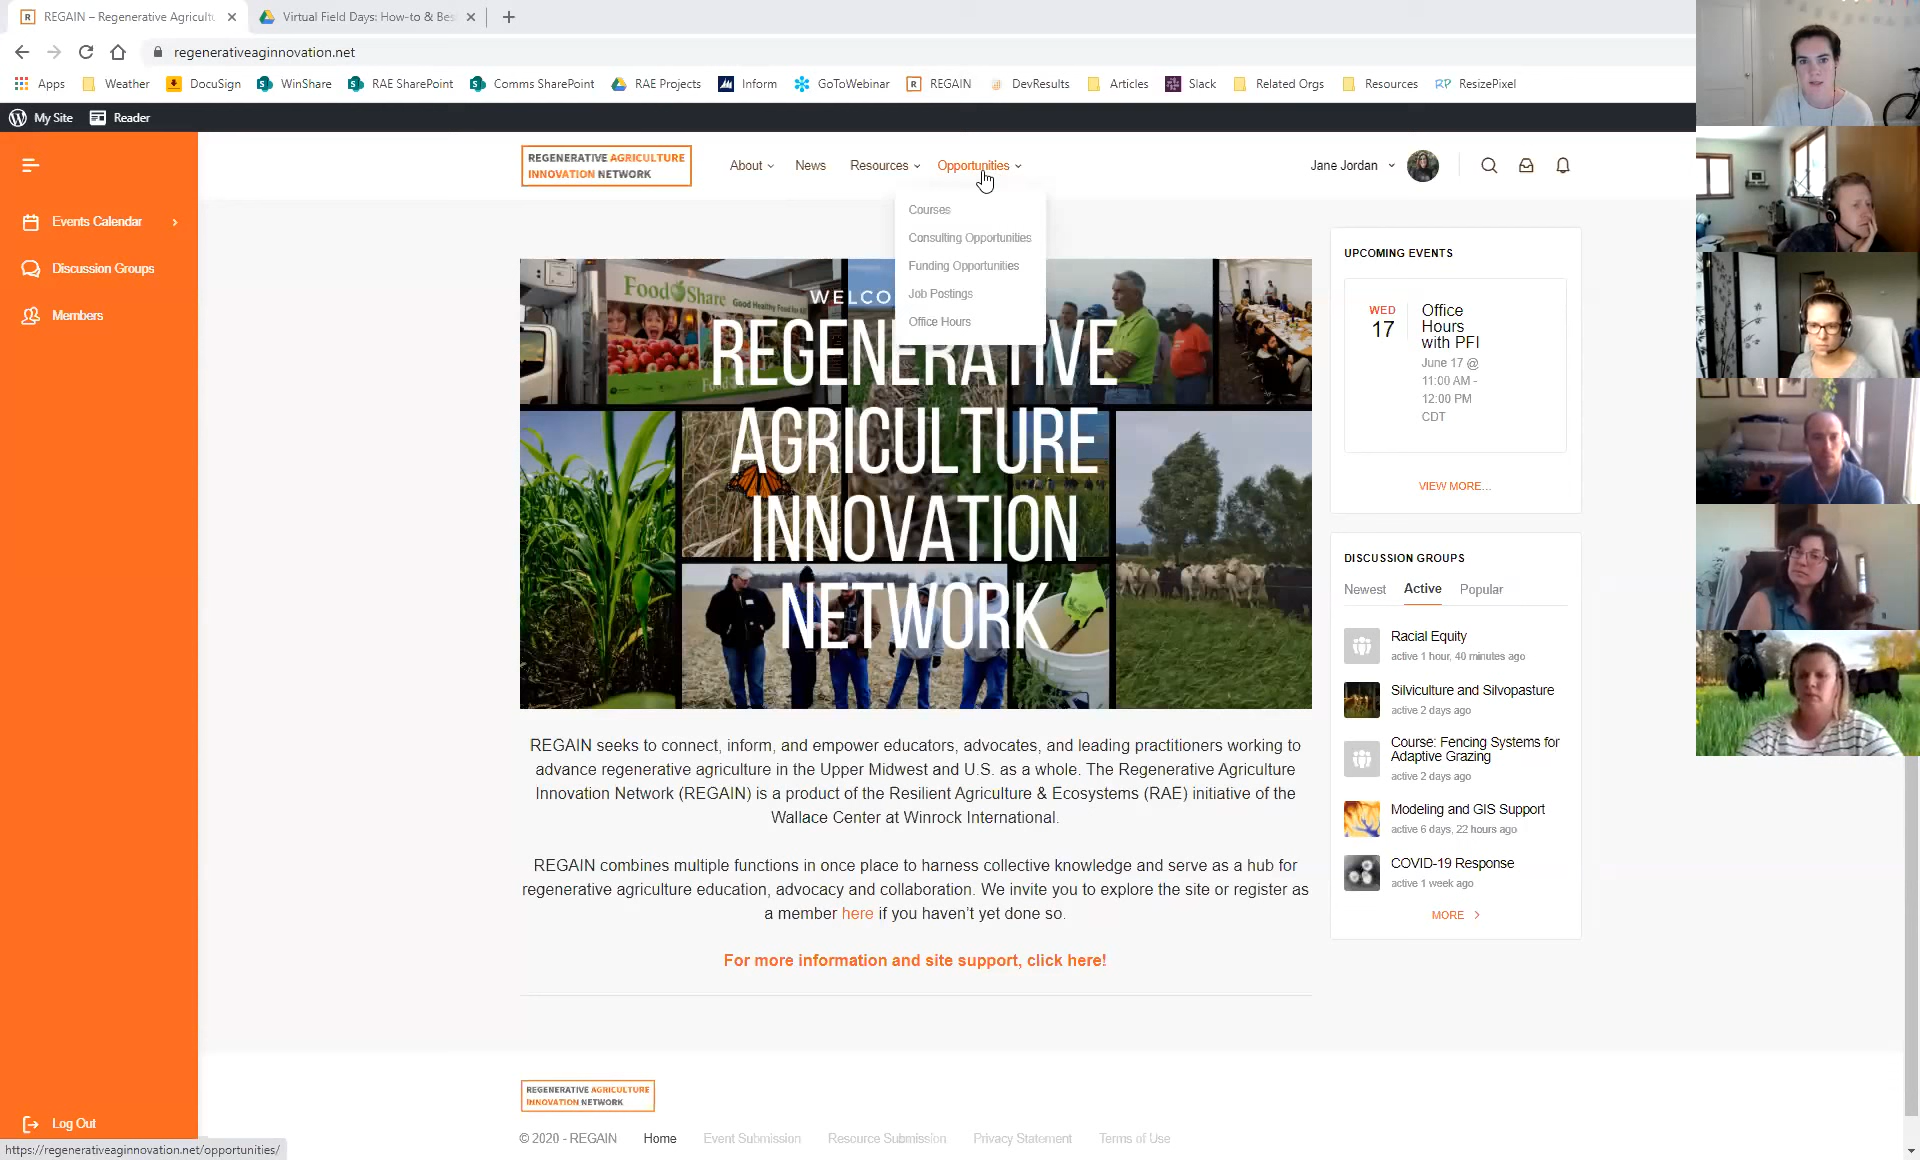 REGAIN – Regenerative Agricultu
Virtual Field Days: How-to & Bes
regenerativeaginnovation.net
Apps
Weather
DocuSign
WinShare
RAE SharePoint
Comms SharePoint
RAE Projects
Inform
GoToWebinar
REGAIN
DevResults
Articles
Slack
Related Orgs
Resources
RP ResizePixel
My Site
Reader
REGENERATIVE AGRICULTURE
INNOVATION NETWORK
About
News
Resources
Opportunities
Jane Jordan
Courses
Consulting Opportunities
Funding Opportunities
Job Postings
Office Hours
Events Calendar
Discussion Groups
Members
Food Share
Good Healthy Food for All
WELCO
REGENERATIVE
AGRICULTURE
INNOVATION
NETWORK
UPCOMING EVENTS
WED
17
Office
Hours
with PFI
June 17 @
11:00 AM -
12:00 PM
CDT
VIEW MORE...
DISCUSSION GROUPS
Newest
Active
Popular
Racial Equity
active 1 hour, 40 minutes ago
Silviculture and Silvopasture
active 2 days ago
Course: Fencing Systems for
Adaptive Grazing
active 2 days ago
Modeling and GIS Support
active 6 days, 22 hours ago
COVID-19 Response
active 1 week ago
MORE
REGAIN seeks to connect, inform, and empower educators, advocates, and leading practitioners working to
advance regenerative agriculture in the Upper Midwest and U.S. as a whole. The Regenerative Agriculture
Innovation Network (REGAIN) is a product of the Resilient Agriculture & Ecosystems (RAE) initiative of the
Wallace Center at Winrock International.
REGAIN combines multiple functions in once place to harness collective knowledge and serve as a hub for
regenerative agriculture education, advocacy and collaboration. We invite you to explore the site or register as
a member here if you haven't yet done so.
For more information and site support, click here!
REGENERATIVE AGRICULTURE
INNOVATION NETWORK
© 2020 - REGAIN
Home
Event Submission
Resource Submission
Privacy Statement
Terms of Use
Log Out
https://regenerativeaginnovation.net/opportunities/